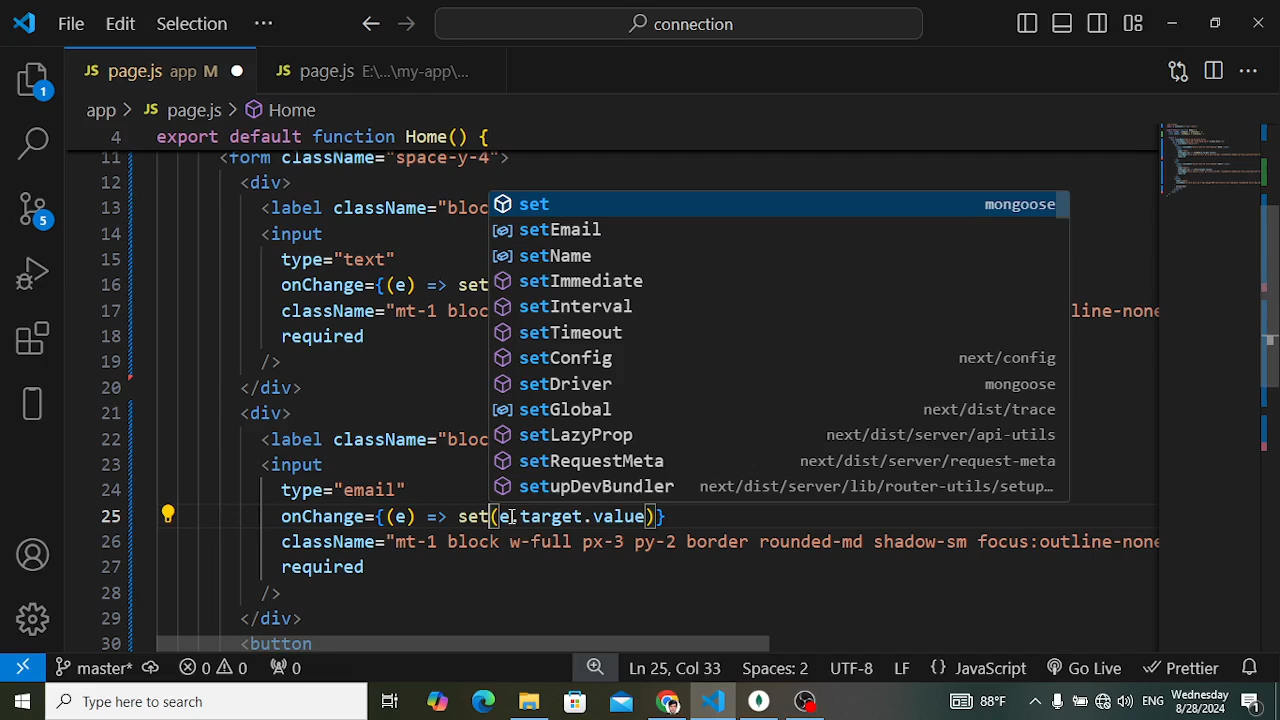 File Edit Selection ··· connection
JS page.js app M JS page.js E:\...\my-app\...
app > JS page.js > Home
4 export default function Home() {
11 <form className="space-y-4">
12 <div>
13 <label className="bloc
14 <input
15 type="text"
16 onChange={(e) => set
17 className="mt-1 bloc line-none
18 required
19 />
20 </div>
21 <div>
22 <label className="bloc
23 <input
24 type="email"
25 onChange={(e) => set(e.target.value)}
26 className="mt-1 block w-full px-3 py-2 border rounded-md shadow-sm focus:outline-none
27 required
28 />
29 </div>
30 <button
set mongoose
setEmail
setName
setImmediate
setInterval
setTimeout
setConfig next/config
setDriver mongoose
setGlobal next/dist/trace
setLazyProp next/dist/server/api-utils
setRequestMeta next/dist/server/request-meta
setupDevBundler next/dist/server/lib/router-utils/setup...
1
5
master* 0 0 0 Ln 25, Col 33 Spaces: 2 UTF-8 LF {} JavaScript Go Live Prettier
Type here to search 88°F ENG Wednesday 8/28/2024 1